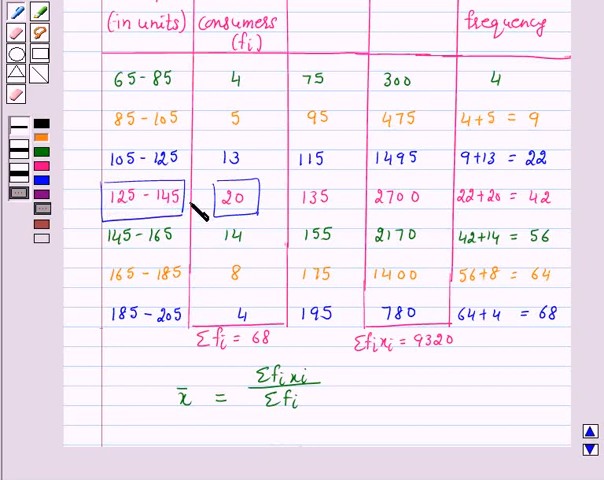 (in units) consumers frequency
(fi)
65-85 4 75 300 4
85-105 5 95 475 4+5 = 9
105-125 13 115 1495 9+13 = 22
125-145 20 135 2700 22+20 = 42
145-165 14 155 2170 42+14 = 56
165-185 8 175 1400 56+8 = 64
185-205 4 195 780 64+4 = 68
Σfi = 68 Σfixi = 9320
x̄ = Σfixi / Σfi